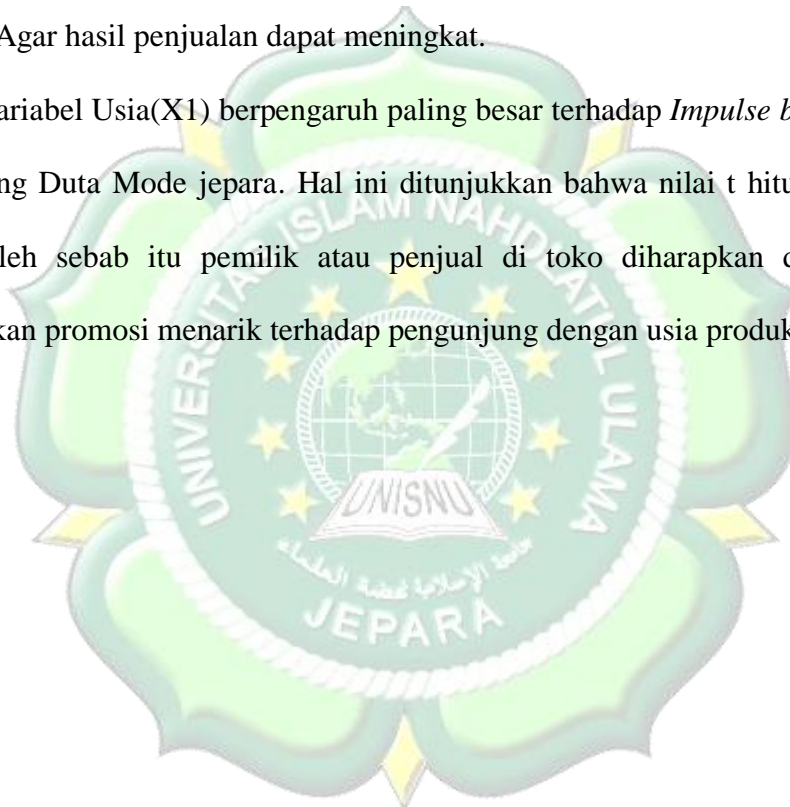 Agar hasil penjualan dapat meningkat.
ariabel Usia(X1) berpengaruh paling besar terhadap Impulse b
ng Duta Mode jepara. Hal ini ditunjukkan bahwa nilai t hitu
leh sebab itu pemilik atau penjual di toko diharapkan d
kan promosi menarik terhadap pengunjung dengan usia produk
UNIVERSITAS ISLAM NAHDLATUL ULAMA
UNISNU
JEPARA